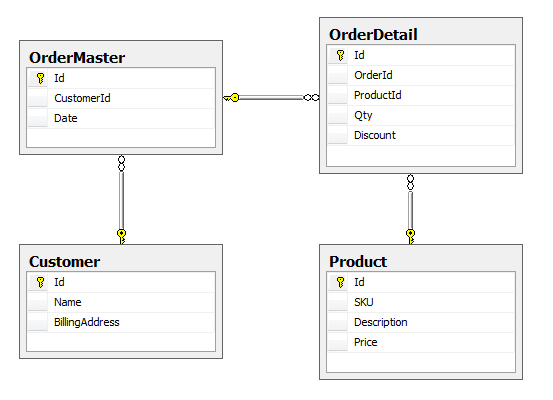 OrderMaster
Id
CustomerId
Date
OrderDetail
Id
OrderId
ProductId
Qty
Discount
Customer
Id
Name
BillingAddress
Product
Id
SKU
Description
Price